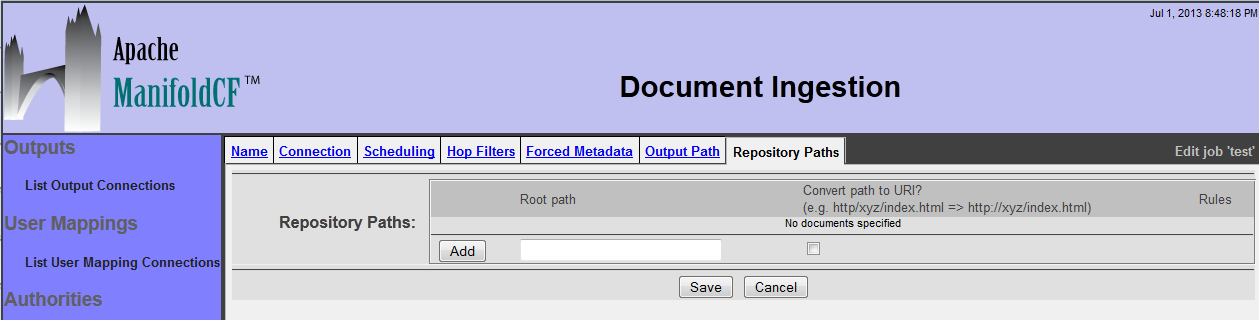 Jul 1, 2013 8:48:18 PM
Apache
ManifoldCF™
Document Ingestion
Outputs
List Output Connections
User Mappings
List User Mapping Connections
Authorities
Name Connection Scheduling Hop Filters Forced Metadata Output Path Repository Paths Edit job 'test'
Repository Paths:
Root path
Convert path to URI?
(e.g. http/xyz/index.html => http://xyz/index.html)
Rules
No documents specified
Add
Save Cancel